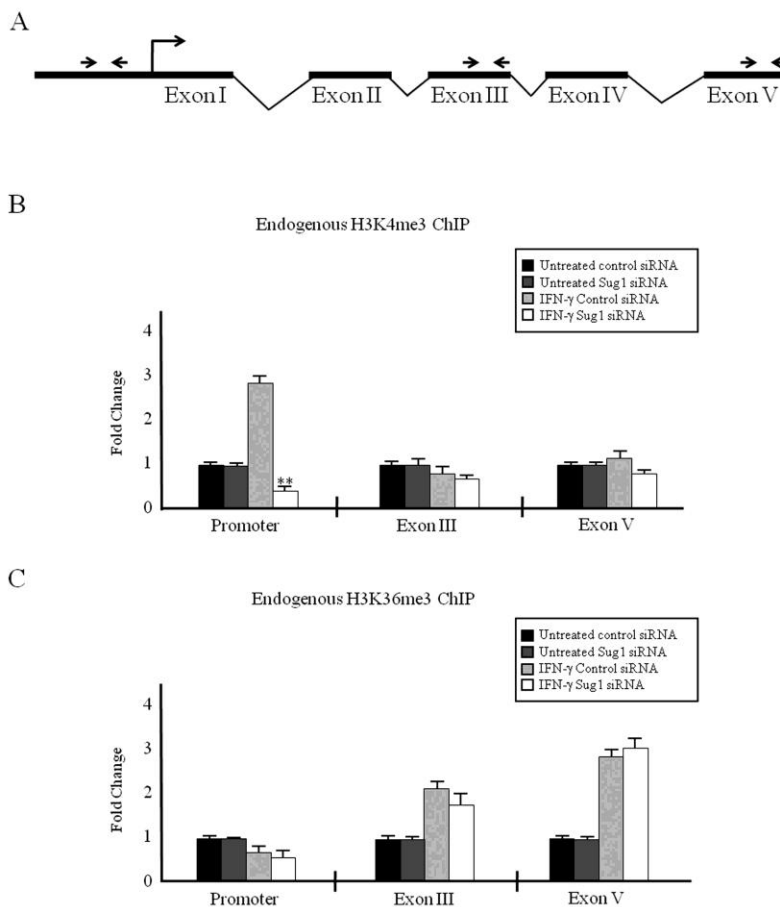 A
Exon I Exon II Exon III Exon IV Exon V
B
Endogenous H3K4me3 ChIP
Untreated control siRNA
Untreated Sug1 siRNA
IFN-γ Control siRNA
IFN-γ Sug1 siRNA
Fold Change
4
3
2
1
0
**
Promoter Exon III Exon V
C
Endogenous H3K36me3 ChIP
Untreated control siRNA
Untreated Sug1 siRNA
IFN-γ Control siRNA
IFN-γ Sug1 siRNA
Fold Change
4
3
2
1
0
Promoter Exon III Exon V